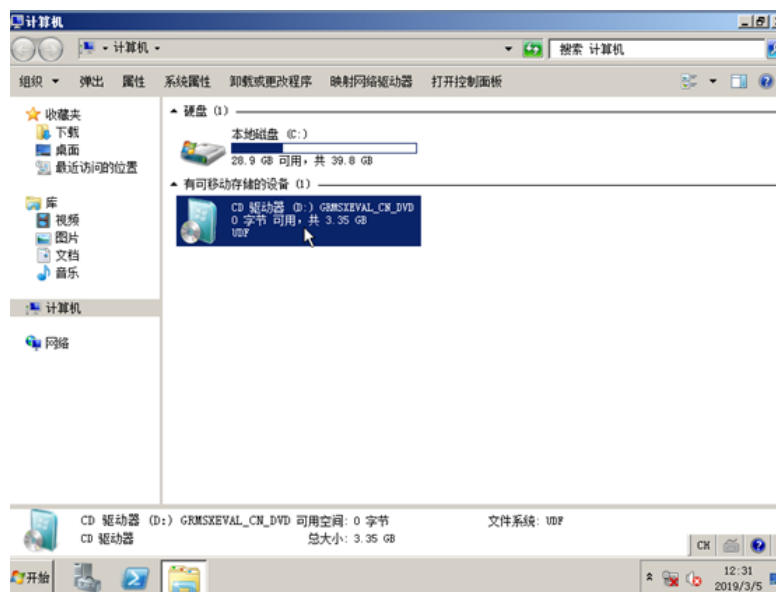 计算机
计算机
搜索 计算机
组织 弹出 属性 系统属性 卸载或更改程序 映射网络驱动器 打开控制面板
收藏夹
下载
桌面
最近访问的位置
库
视频
图片
文档
音乐
计算机
网络
硬盘 (1)
本地磁盘 (C:)
28.9 GB 可用，共 39.8 GB
有可移动存储的设备 (1)
CD 驱动器 (D:) GRMSXEVAL_CN_DVD
0 字节 可用，共 3.35 GB
UDF
CD 驱动器 (D:) GRMSXEVAL_CN_DVD 可用空间: 0 字节 文件系统: UDF
CD 驱动器 总大小: 3.35 GB
CH
开始
12:31
2019/3/5